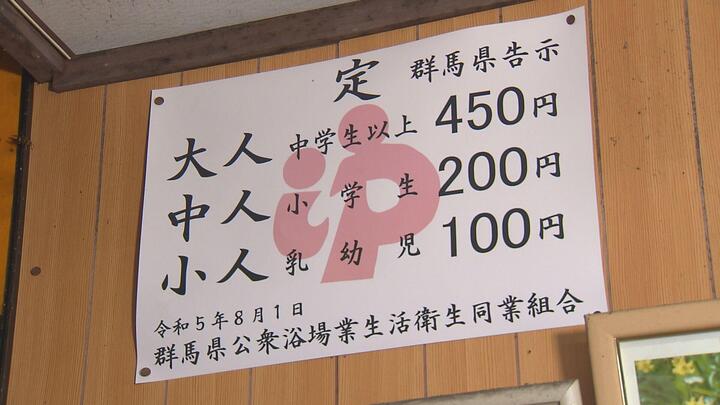 定 群馬県告示
大人 中学生以上 450円
中人 小学生 200円
小人 乳幼児 100円
令和5年8月1日
群馬県公衆浴場業生活衛生同業組合